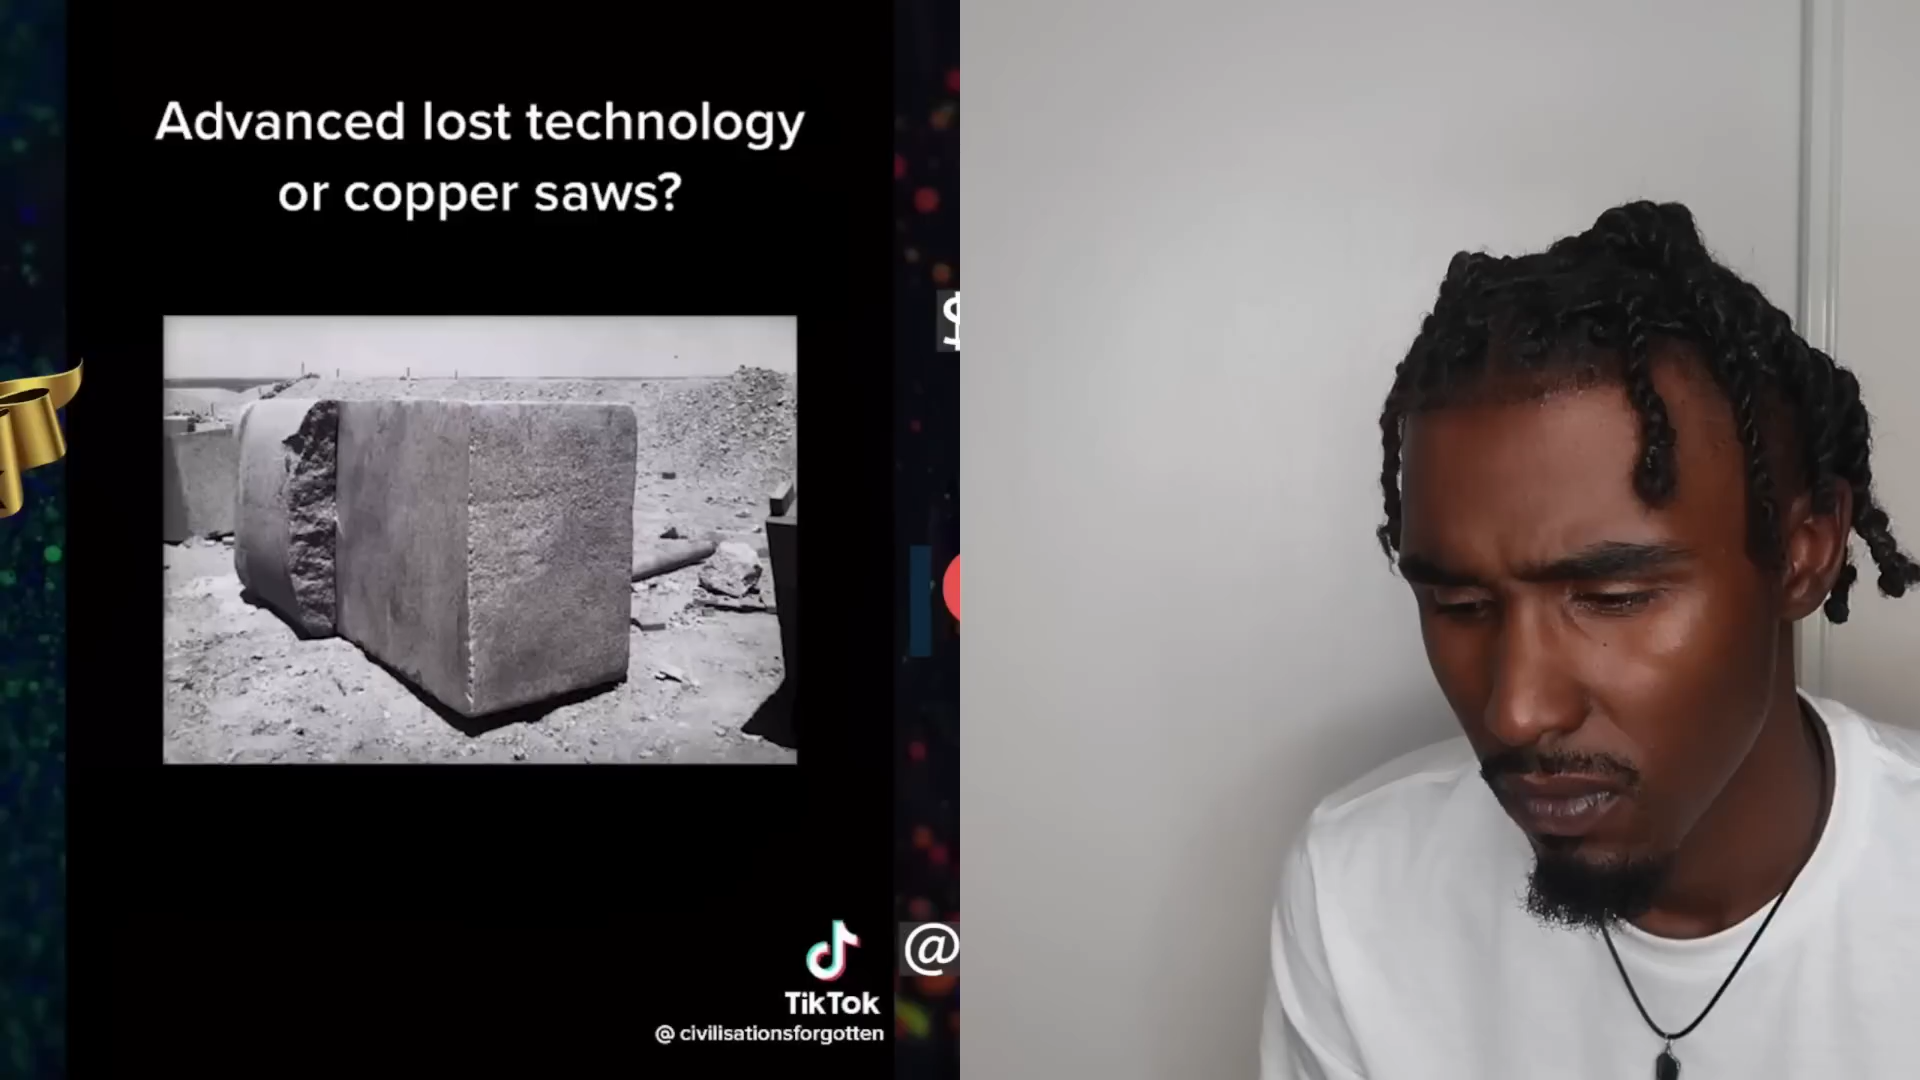 Advanced lost technology
or copper saws?
$
@
TikTok
@ civilisationsforgotten